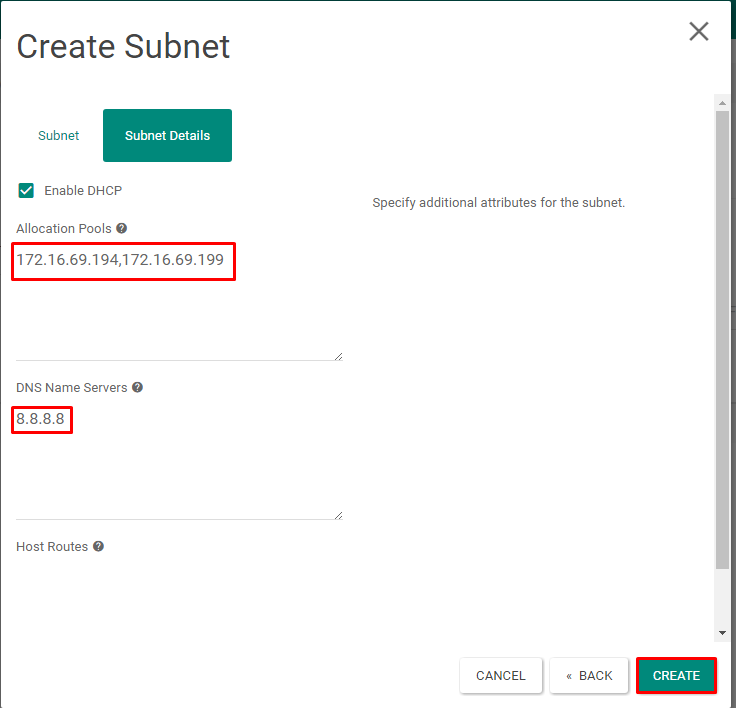 Create Subnet
Subnet
Subnet Details
Enable DHCP
Specify additional attributes for the subnet.
Allocation Pools ?
172.16.69.194,172.16.69.199
DNS Name Servers ?
8.8.8.8
Host Routes ?
CANCEL
« BACK
CREATE